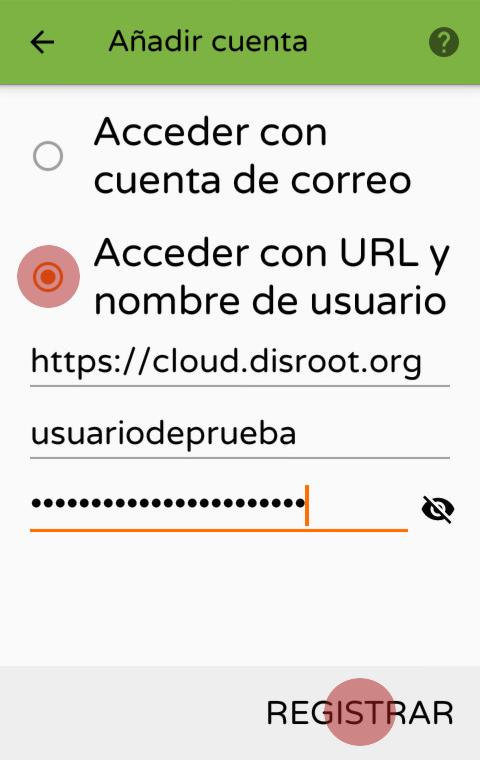 Añadir cuenta
Acceder con
cuenta de correo
Acceder con URL y
nombre de usuario
https://cloud.disroot.org
usuariodeprueba
•••••••••••••••••••••••
REGISTRAR